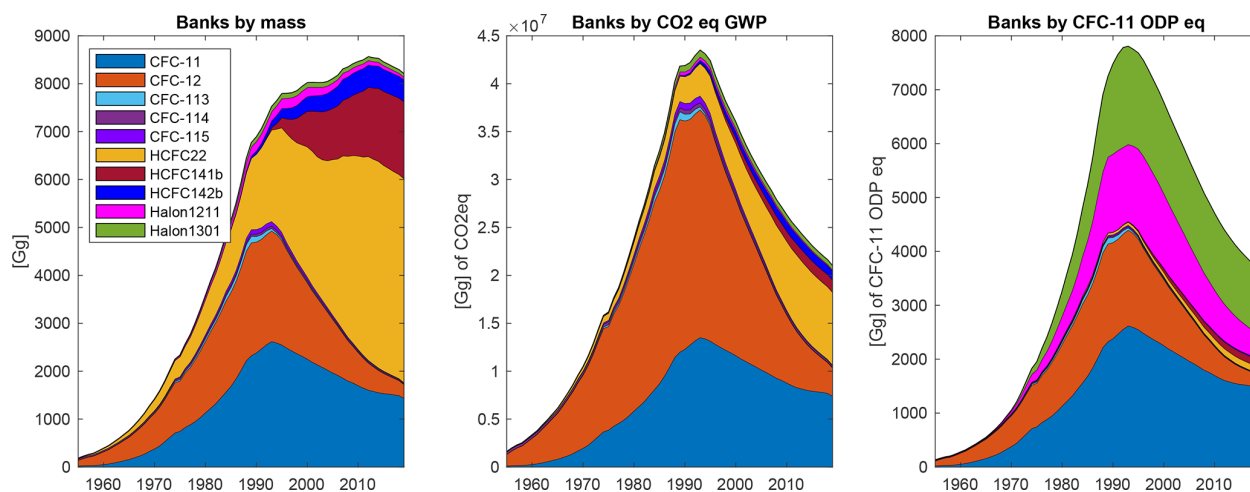 Banks by mass
9000
8000
7000
6000
5000
4000
3000
2000
1000
0
[Gg]
CFC-11
CFC-12
CFC-113
CFC-114
CFC-115
HCFC22
HCFC141b
HCFC142b
Halon1211
Halon1301
1960 1970 1980 1990 2000 2010
Banks by CO2 eq GWP
×10⁷
4.5
4
3.5
3
2.5
2
1.5
1
0.5
0
[Gg] of CO2eq
1960 1970 1980 1990 2000 2010
Banks by CFC-11 ODP eq
8000
7000
6000
5000
4000
3000
2000
1000
0
[Gg] of CFC-11 ODP eq
1960 1970 1980 1990 2000 2010